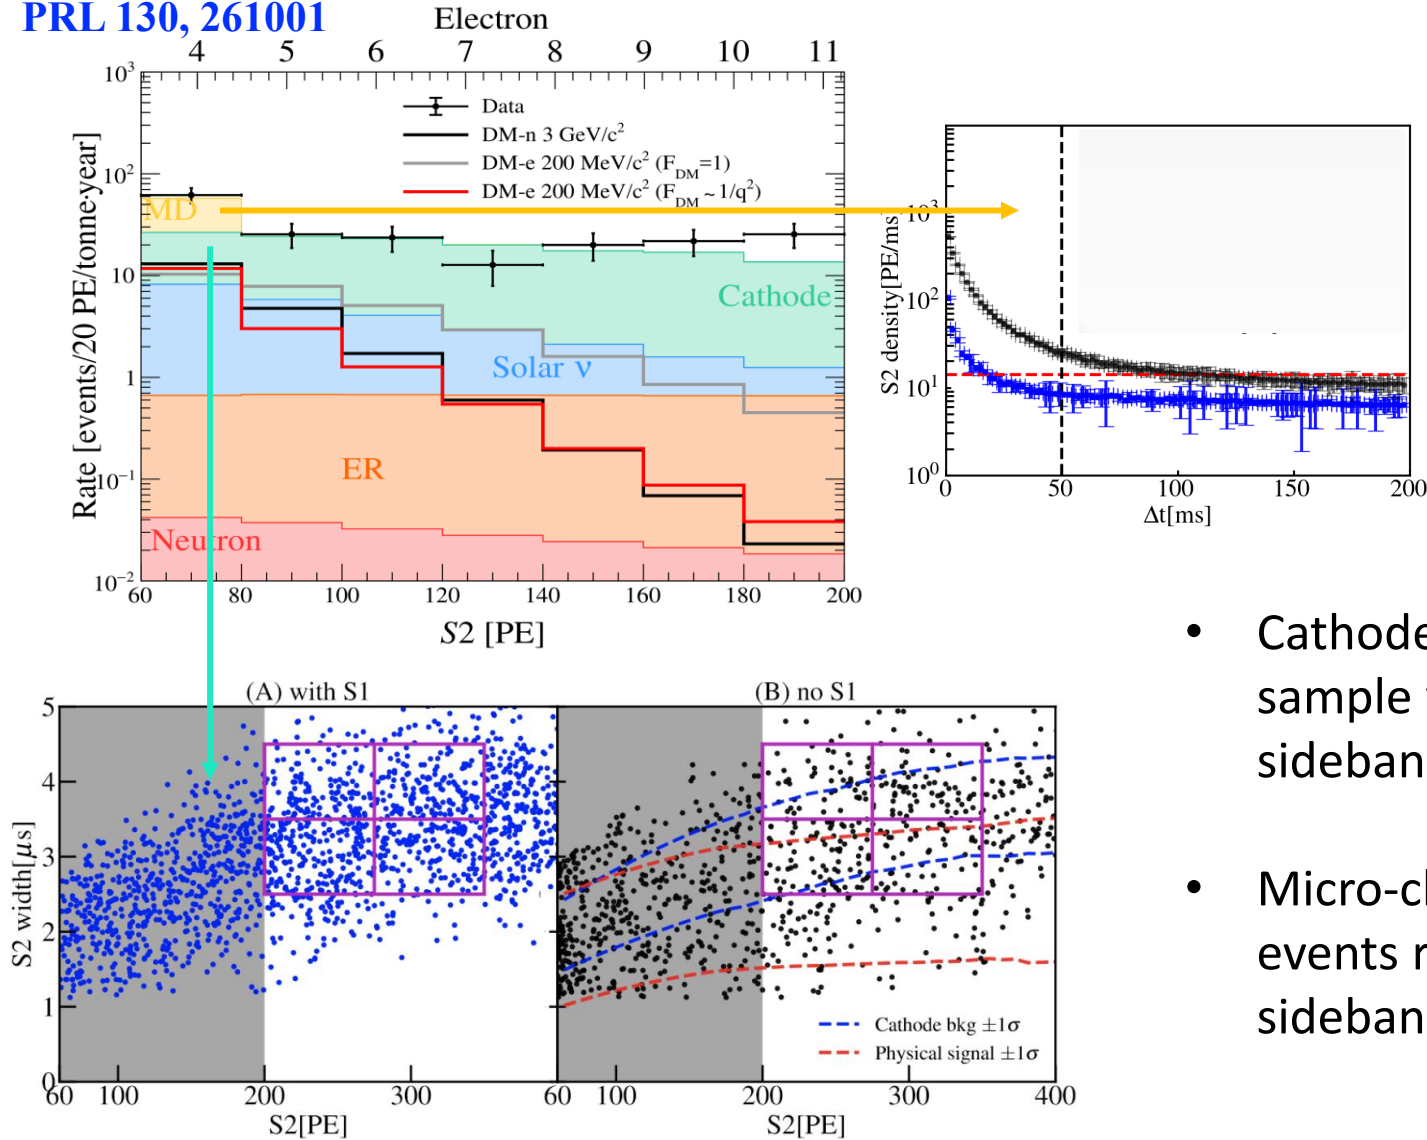 PRL 130, 261001
Electron
4 5 6 7 8 9 10 11
Rate [events/20 PE/tonne·year]
10³
10²
10
1
10⁻¹
10⁻²
Data
DM-n 3 GeV/c²
DM-e 200 MeV/c² (F_DM=1)
DM-e 200 MeV/c² (F_DM ~ 1/q²)
MD
Cathode
Solar ν
ER
Neutron
60 80 100 120 140 160 180 200
S2 [PE]
S2 density[PE/ms]
10³
10²
10¹
10⁰
0 50 100 150 200
Δt[ms]
(A) with S1
(B) no S1
S2 width[μs]
5
4
3
2
1
0
Cathode bkg ±1σ
Physical signal ±1σ
60 100 200 300
60 100 200 300 400
S2[PE]
S2[PE]
• Cathode
sample
sideban
• Micro-cl
events r
sideban